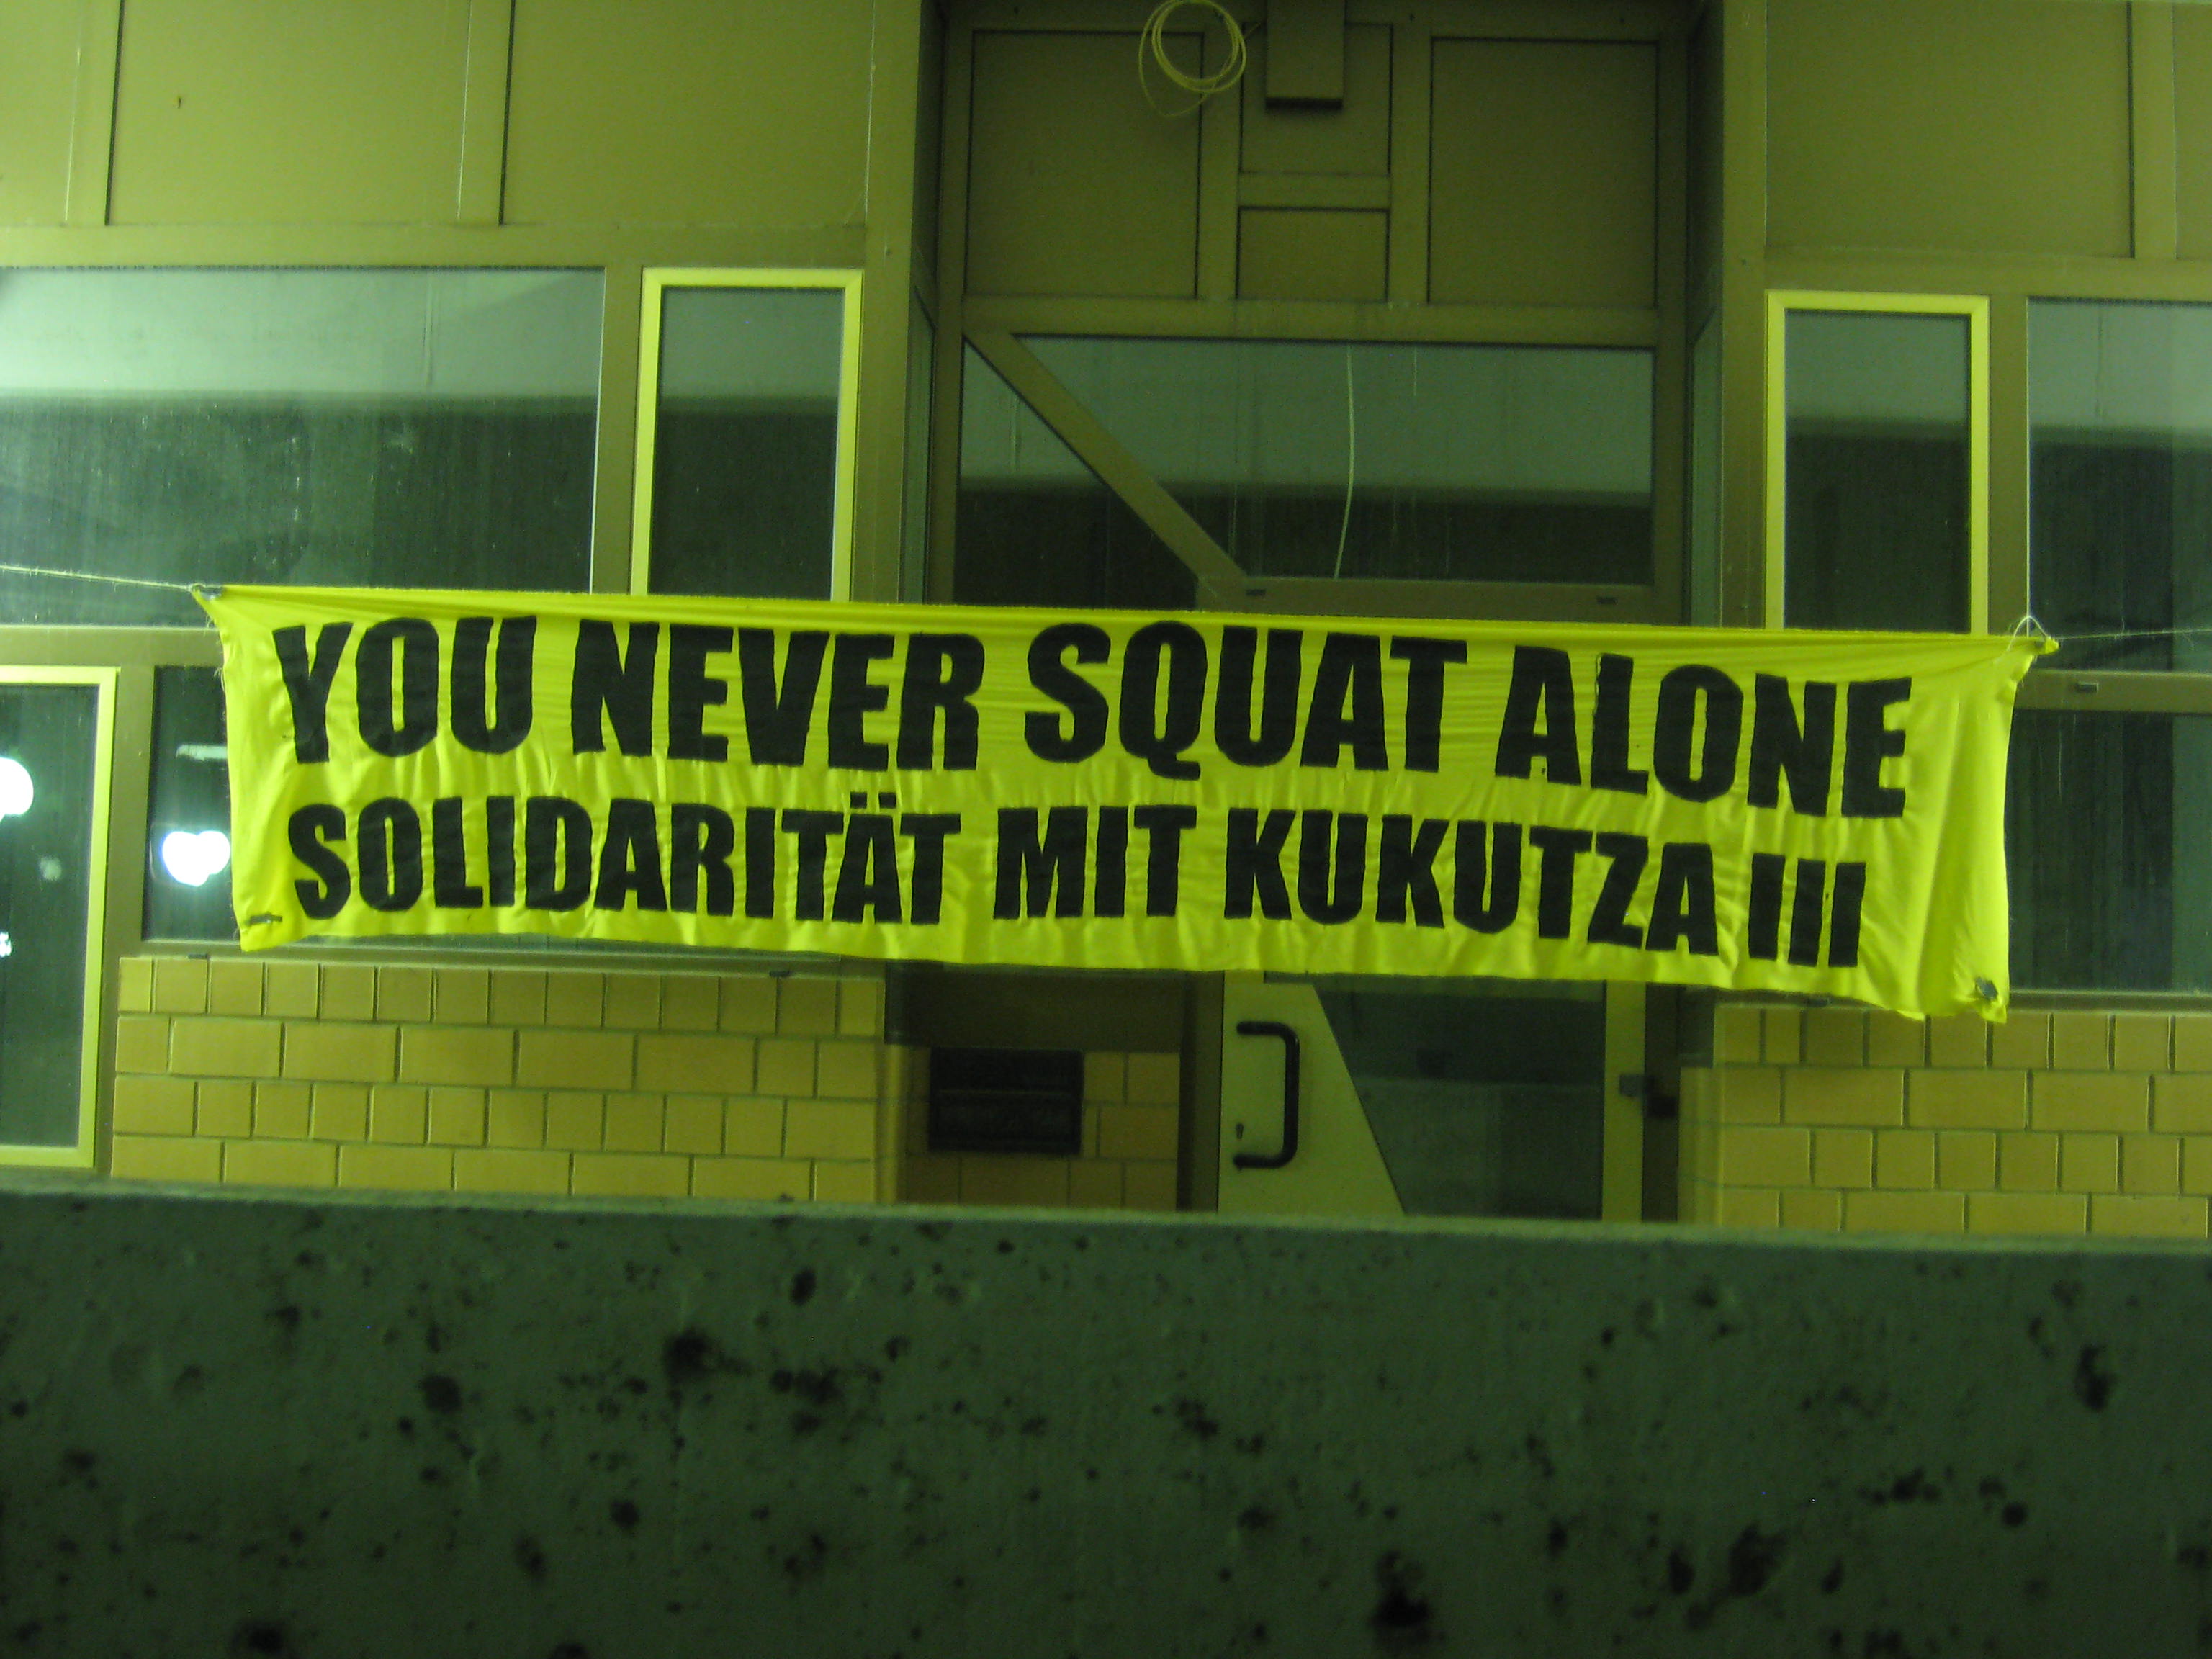 YOU NEVER SQUAT ALONE
SOLIDARITÄT MIT KUKUTZA III